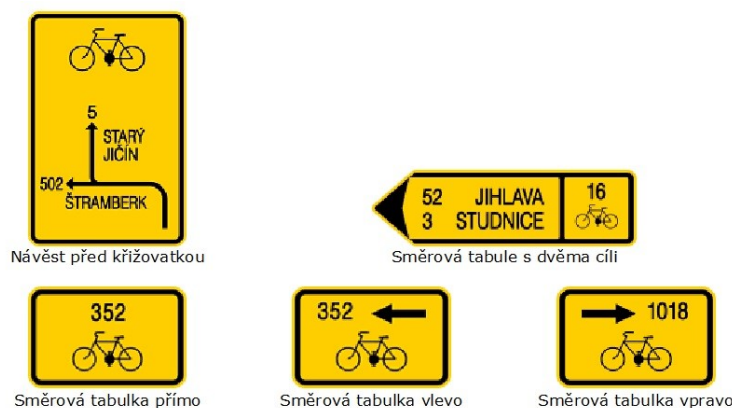 5
STARÝ
JIČÍN
502
ŠTRAMBERK
Návěst před křižovatkou
52 JIHLAVA 16
3 STUDNICE
Směrová tabule s dvěma cíli
352
Směrová tabulka přímo
352
Směrová tabulka vlevo
1018
Směrová tabulka vpravo